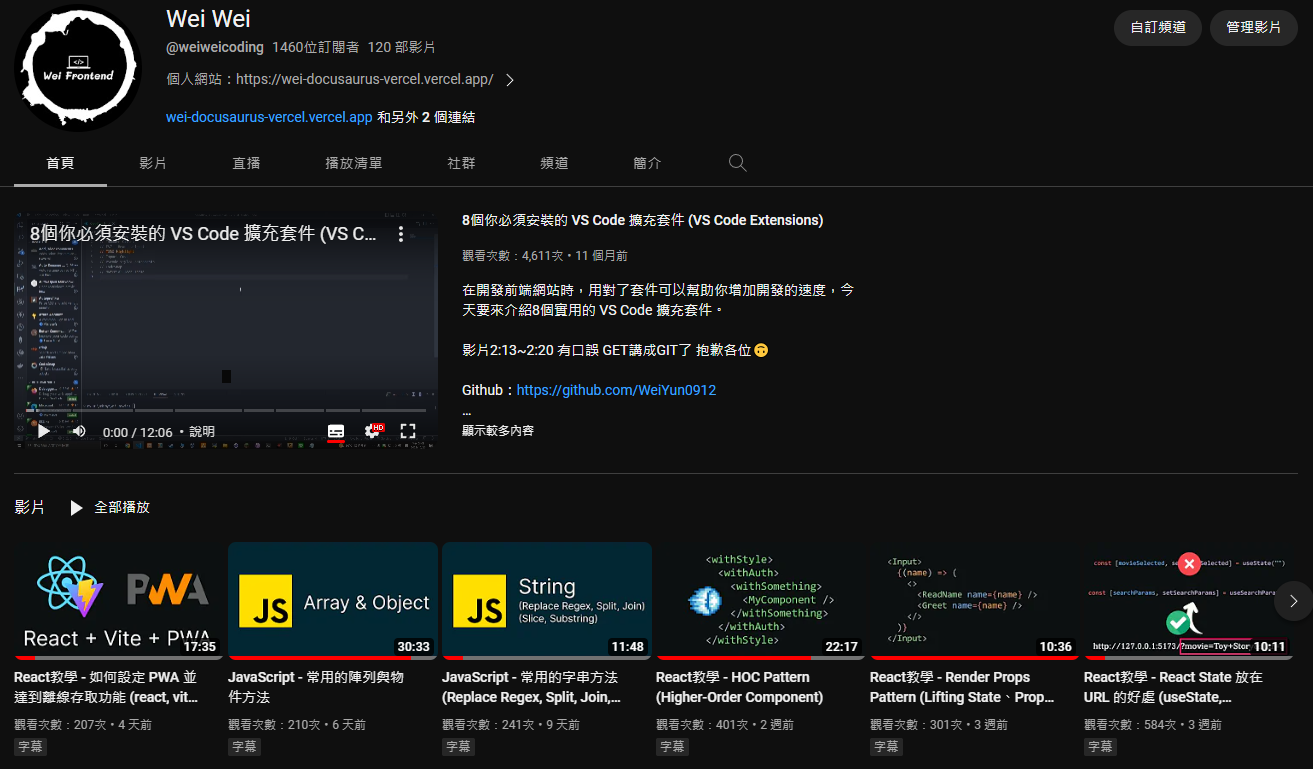 Wei Wei
@weiweicoding 1460位訂閱者 120 部影片
自訂頻道 管理影片
</> Wei Frontend
個人網站：https://wei-docusaurus-vercel.vercel.app/
wei-docusaurus-vercel.vercel.app 和另外 2 個連結
首頁 影片 直播 播放清單 社群 頻道 簡介
8個你必須安裝的 VS Code 擴充套件 (VS C...
0:00 / 12:06 • 說明
HD
8個你必須安裝的 VS Code 擴充套件 (VS Code Extensions)
觀看次數：4,611次 • 11 個月前
在開發前端網站時，用對了套件可以幫助你增加開發的速度，今
天要來介紹8個實用的 VS Code 擴充套件。
影片2:13~2:20 有口誤 GET講成GIT了 抱歉各位🙃
Github：https://github.com/WeiYun0912
...
顯示較多內容
影片 全部播放
PWA
React + Vite + PWA
17:35
React教學 - 如何設定 PWA 並
達到離線存取功能 (react, vit...
觀看次數：207次 • 4 天前
字幕
JS
Array & Object
30:33
JavaScript - 常用的陣列與物
件方法
觀看次數：210次 • 6 天前
字幕
JS
String
(Replace Regex, Split, Join)
(Slice, Substring)
11:48
JavaScript - 常用的字串方法
(Replace Regex, Split, Join,...
觀看次數：241次 • 9 天前
字幕
<withStyle>
<withAuth>
<withSomething>
<MyComponent />
</withSomething>
</withAuth>
</withStyle>
22:17
React教學 - HOC Pattern
(Higher-Order Component)
觀看次數：401次 • 2 週前
字幕
<Input>
{(name) => (
<>
<ReadName name={name} />
<Greet name={name} />
</>
)}
</Input>
10:36
React教學 - Render Props
Pattern (Lifting State、Prop...
觀看次數：301次 • 3 週前
字幕
const [movieSelected, se Selected] = useState("")
const [searchParams, setSearchParams] = useSearchPara
http://127.0.0.1:5173/?movie=Toy+Stor
10:11
React教學 - React State 放在
URL 的好處 (useState,...
觀看次數：584次 • 3 週前
字幕